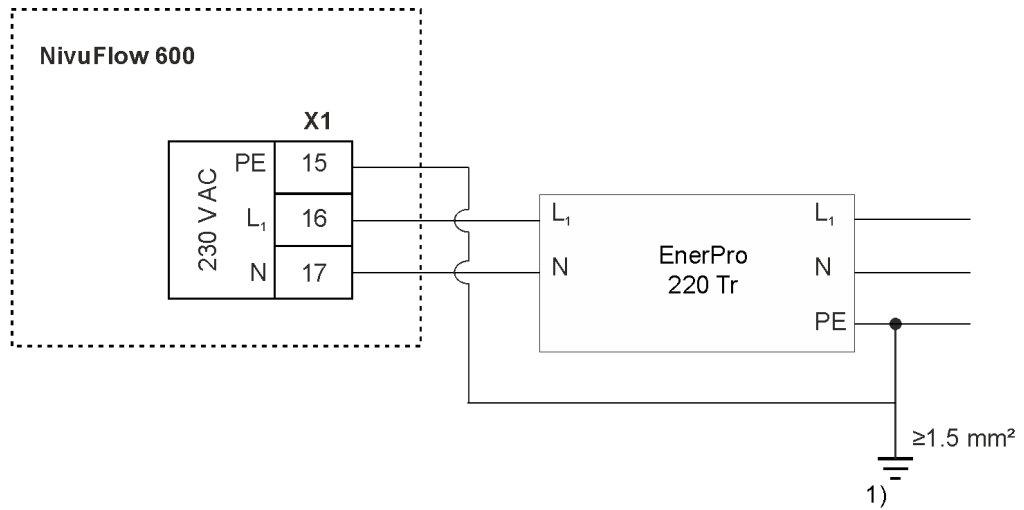 NivuFlow 600
X1
230 V AC
PE 15
L₁ 16
N 17
L₁
N
EnerPro
220 Tr
L₁
N
PE
≥1.5 mm²
1)